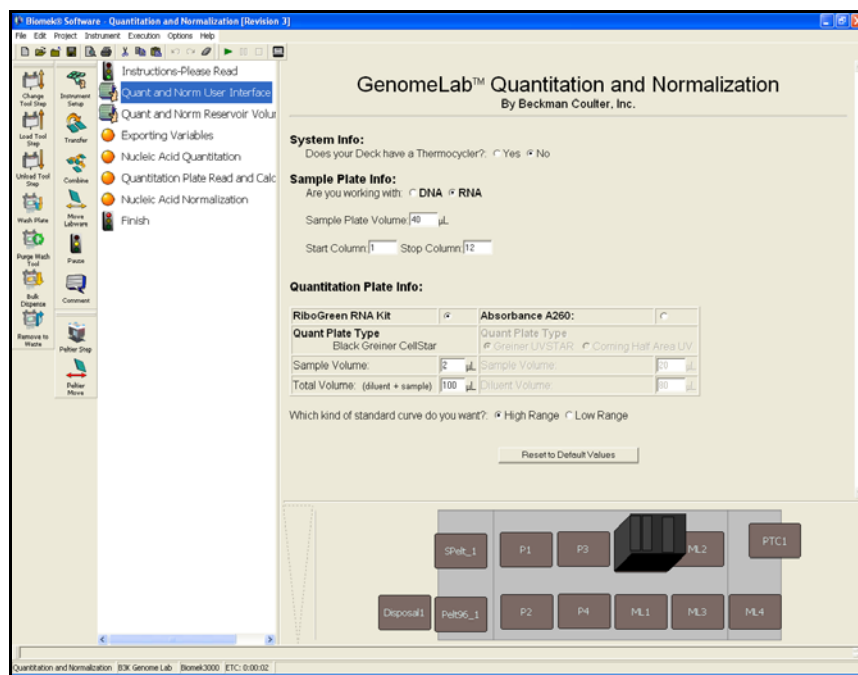 Biomek® Software - Quantitation and Normalization [Revision 3]
File Edit Project Instrument Execution Options Help
Change Tool Step
Load Tool Step
Unload Tool Step
Wash Plate
Purge Wash Tool
Bulk Dispense
Remove to Waste
Instrument Setup
Transfer
Combine
Move Labware
Pause
Comment
Peltier Step
Peltier Move
Instructions-Please Read
Quant and Norm User Interface
Quant and Norm Reservoir Volur
Exporting Variables
Nucleic Acid Quantitation
Quantitation Plate Read and Calc
Nucleic Acid Normalization
Finish
GenomeLab™ Quantitation and Normalization
By Beckman Coulter, Inc.
System Info:
Does your Deck have a Thermocycler?: Yes No
Sample Plate Info:
Are you working with: DNA RNA
Sample Plate Volume: 40 µL
Start Column: 1 Stop Column: 12
Quantitation Plate Info:
RiboGreen RNA Kit Absorbance A260:
Quant Plate Type Quant Plate Type
Black Greiner CellStar Greiner UVSTAR Corning Half Area UV
Sample Volume: 2 µL Sample Volume: 20 µL
Total Volume: (diluent + sample) 100 µL Diluent Volume: 80 µL
Which kind of standard curve do you want?: High Range Low Range
Reset to Default Values
SPelt_1 P1 P3 ML2 PTC1
Disposal1 Pelt96_1 P2 P4 ML1 ML3 ML4
Quantitation and Normalization B3K Genome Lab Biomek3000 ETC: 0:00:02